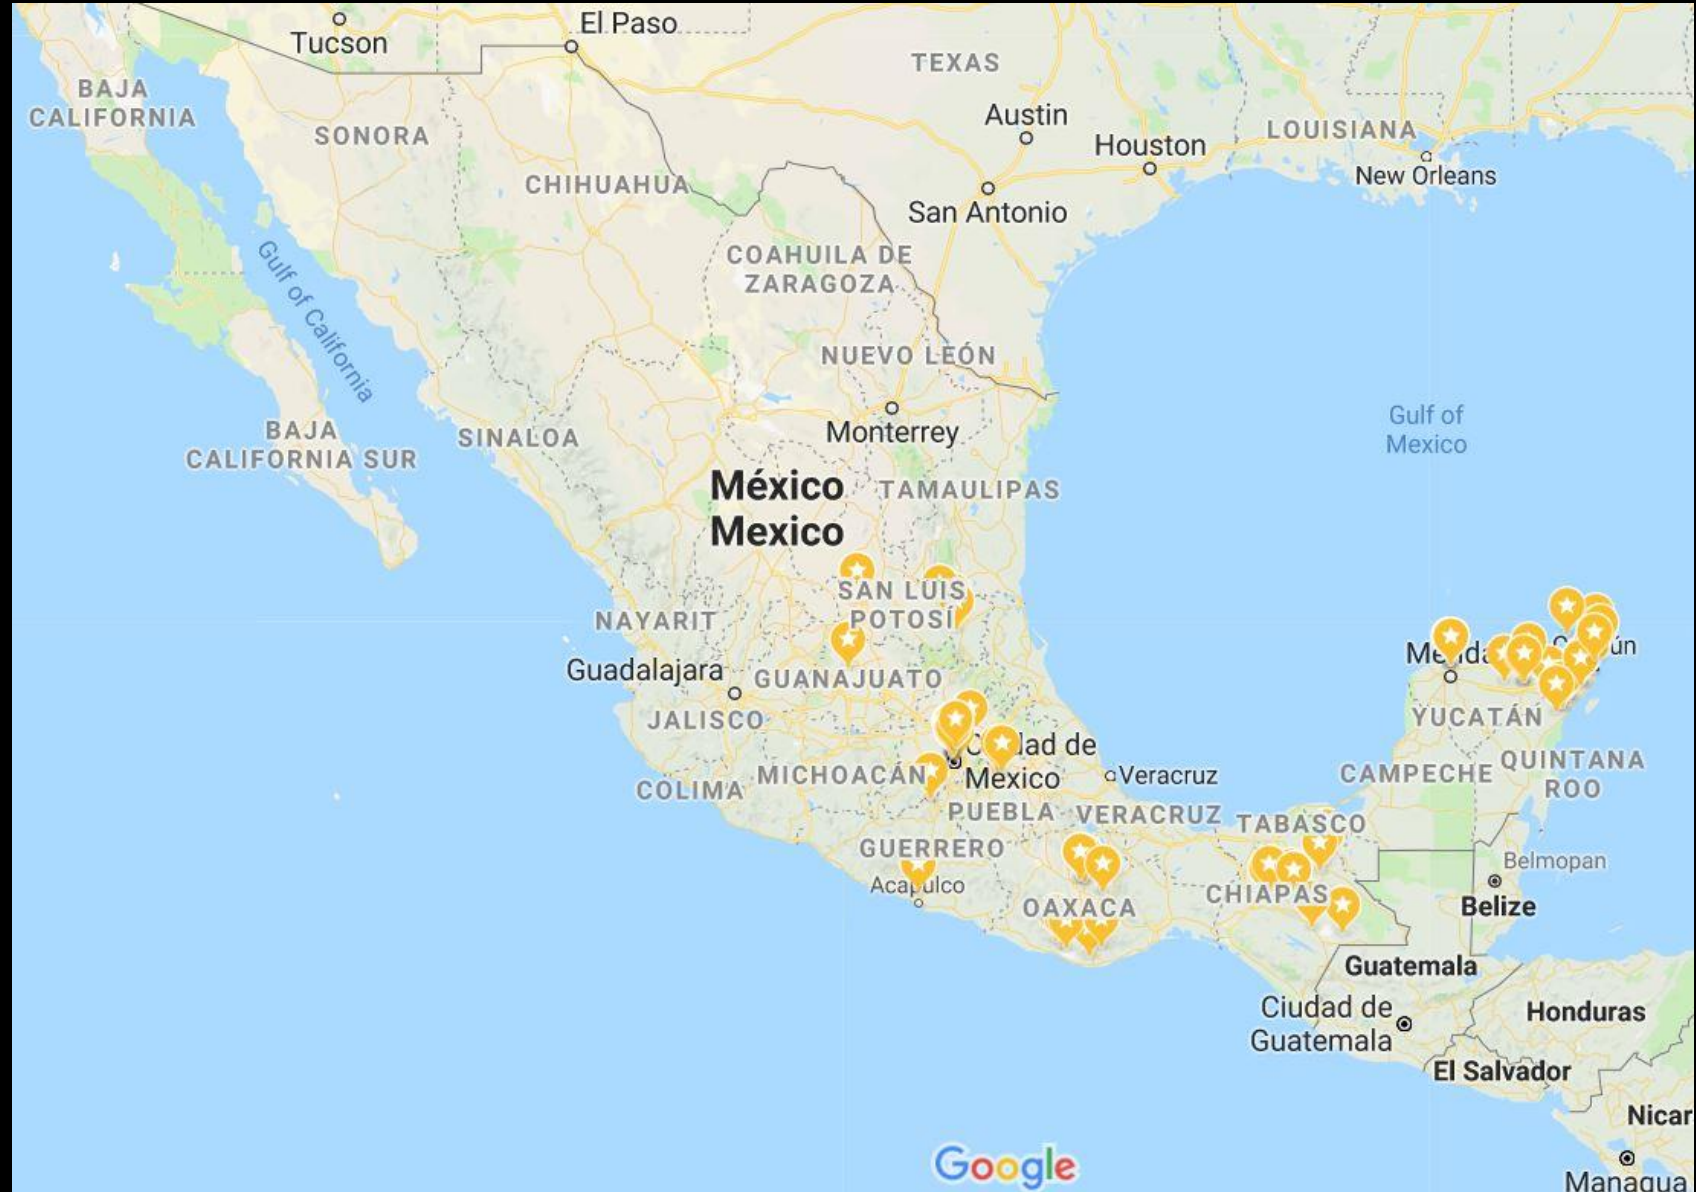 El Paso
Tucson
TEXAS
BAJA
CALIFORNIA
SONORA
Austin
LOUISIANA
Houston
New Orleans
CHIHUAHUA
San Antonio
COAHUILA DE
ZARAGOZA
Gulf of California
NUEVO LEÓN
Monterrey
Gulf of
Mexico
BAJA
CALIFORNIA SUR
SINALOA
México
Mexico
TAMAULIPAS
SAN LUIS
POTOSÍ
NAYARIT
Guadalajara
GUANAJUATO
JALISCO
YUCATÁN
MICHOACÁN
Mexico
Veracruz
COLIMA
CAMPECHE
QUINTANA
ROO
PUEBLA
VERACRUZ
TABASCO
GUERRERO
Acapulco
Belmopan
CHIAPAS
OAXACA
Belize
Guatemala
Ciudad de
Guatemala
Honduras
El Salvador
Nicar
Managua
Google